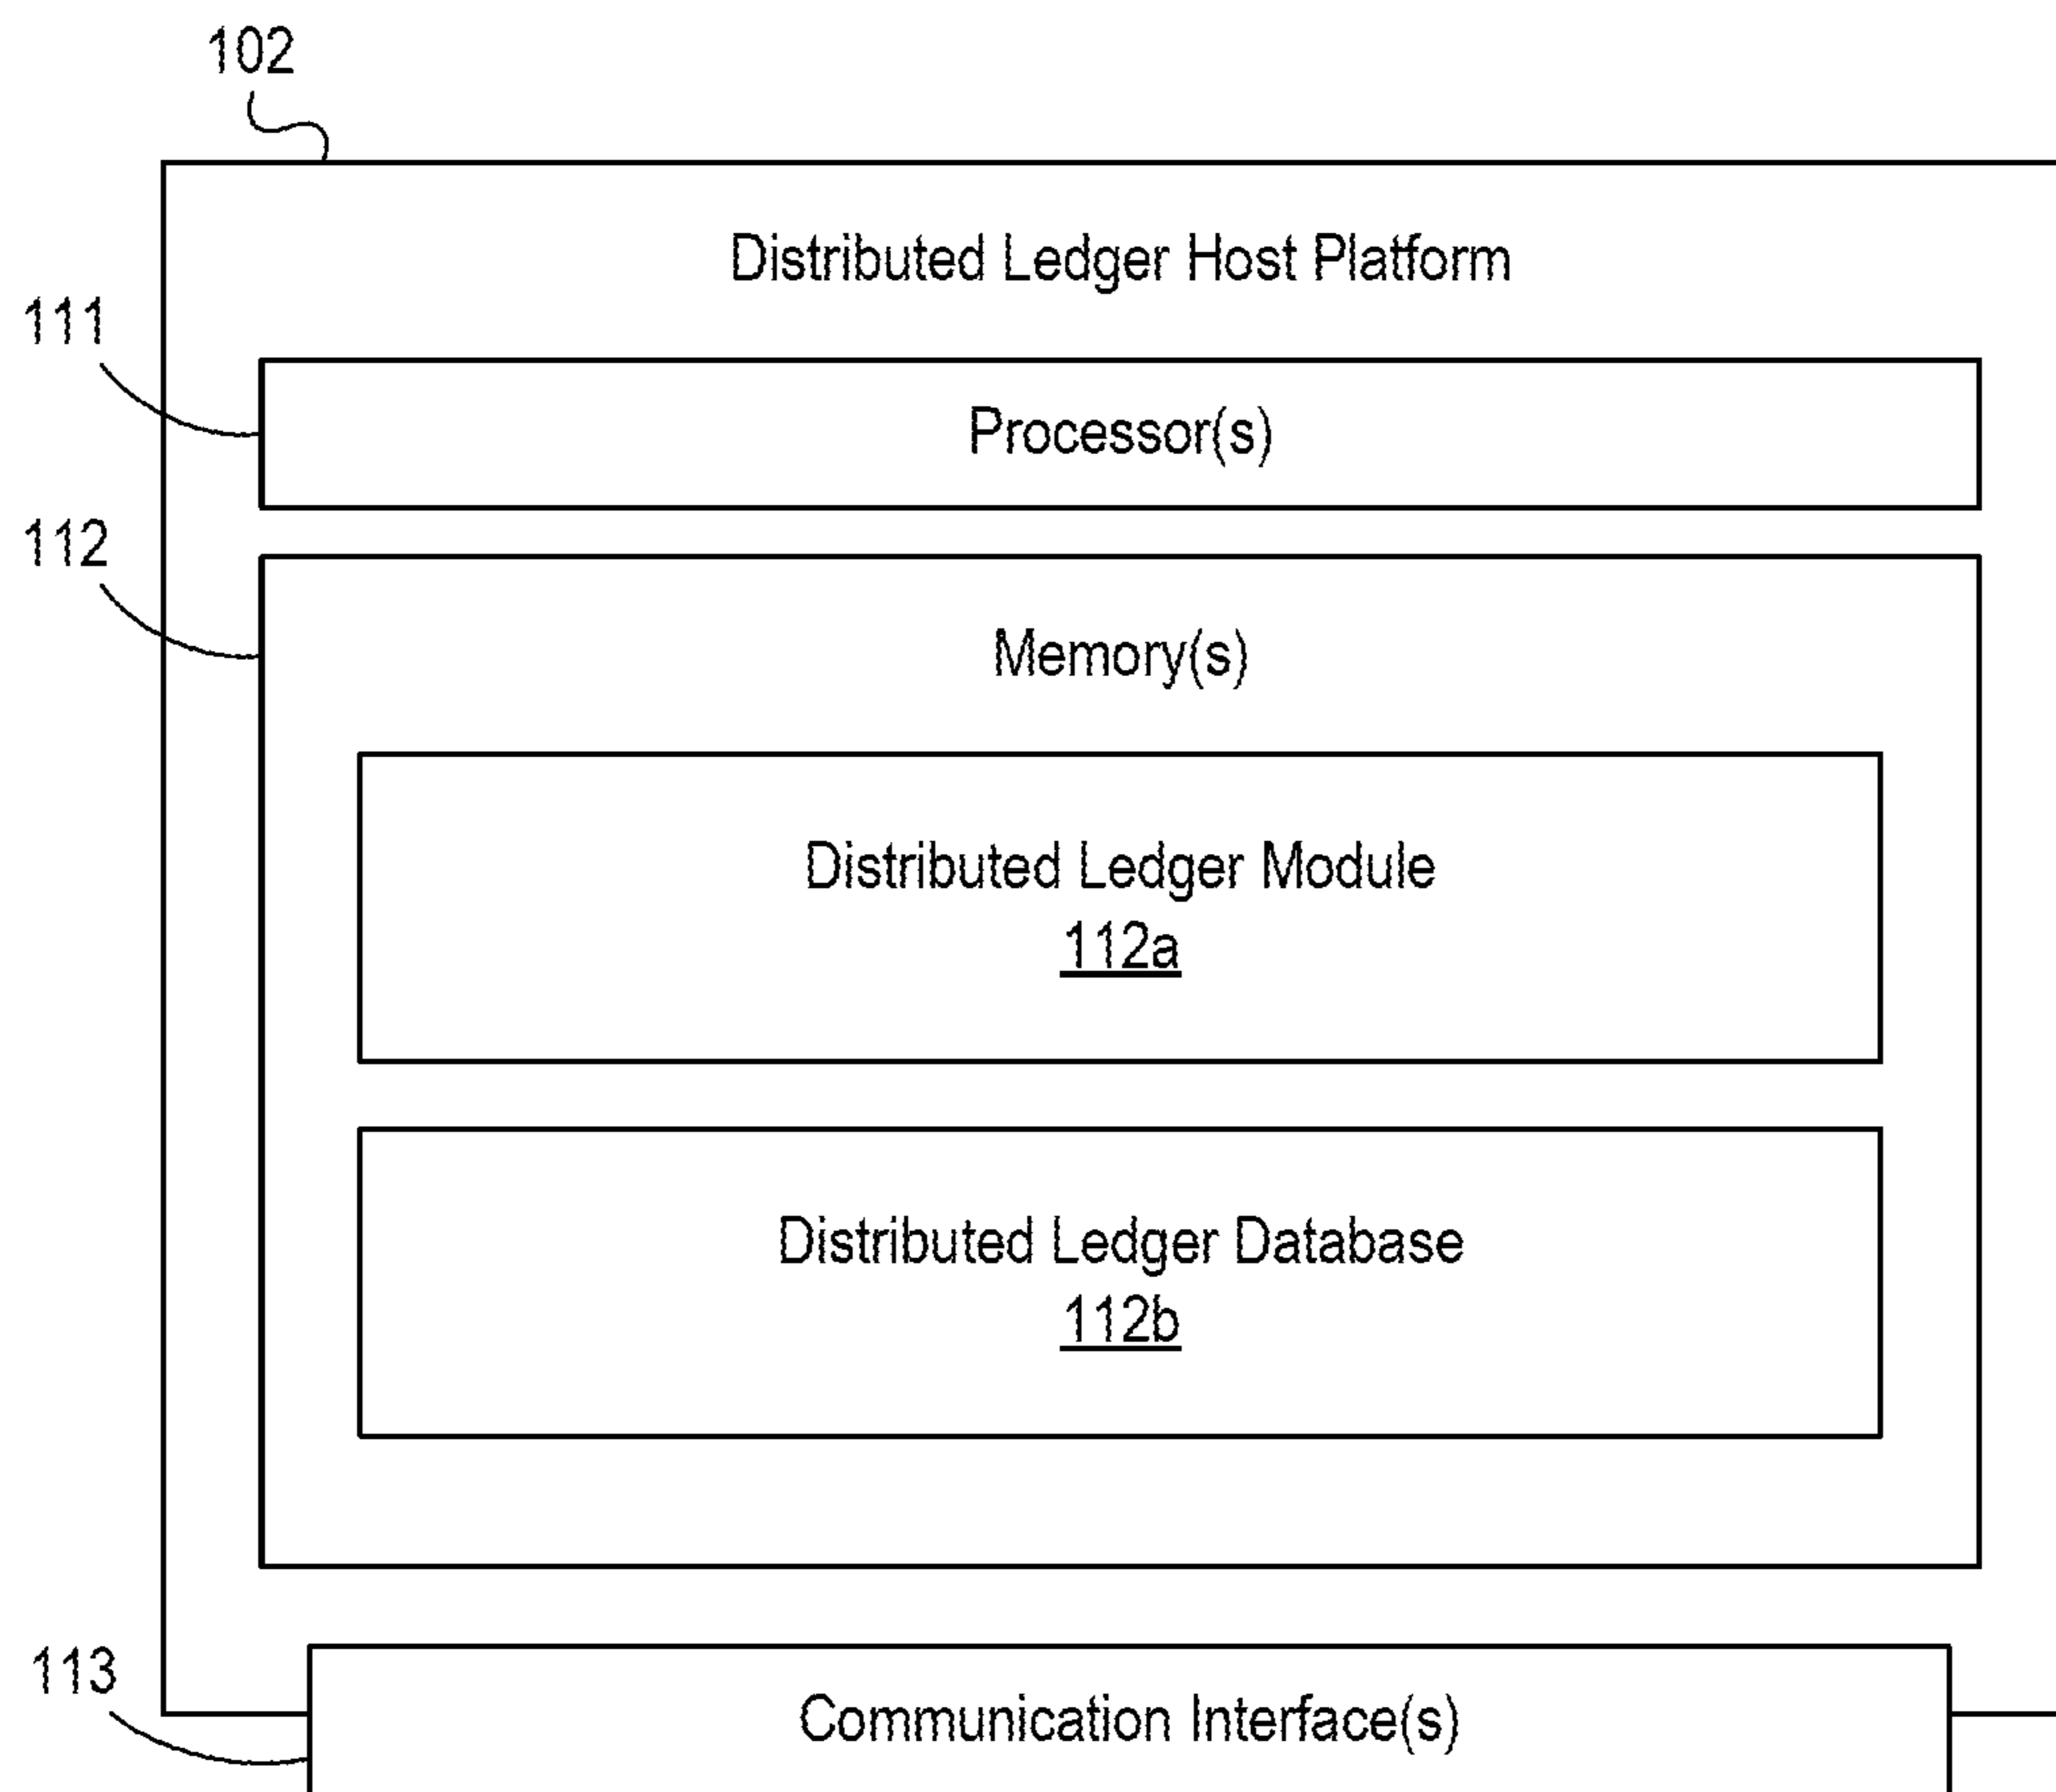 102
Distributed Ledger Host Platform
111
Processor(s)
112
Memory(s)
Distributed Ledger Module
112a
Distributed Ledger Database
112b
113
Communication Interface(s)